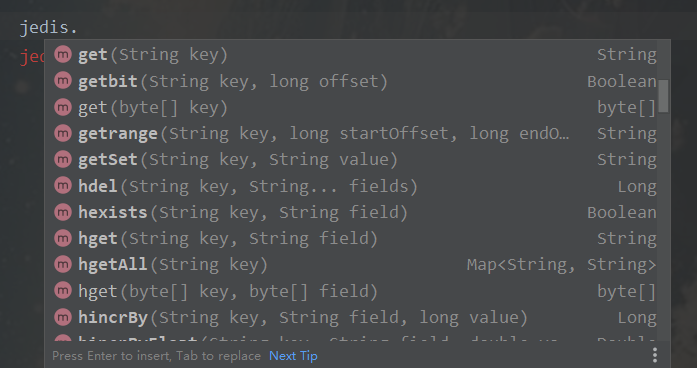 jedis.
jed
m get(String key) String
m getbit(String key, long offset) Boolean
m get(byte[] key) byte[]
m getrange(String key, long startOffset, long endO… String
m getSet(String key, String value) String
m hdel(String key, String... fields) Long
m hexists(String key, String field) Boolean
m hget(String key, String field) String
m hgetAll(String key) Map<String, String>
m hget(byte[] key, byte[] field) byte[]
m hincrBy(String key, String field, long value) Long
Press Enter to insert, Tab to replace Next Tip